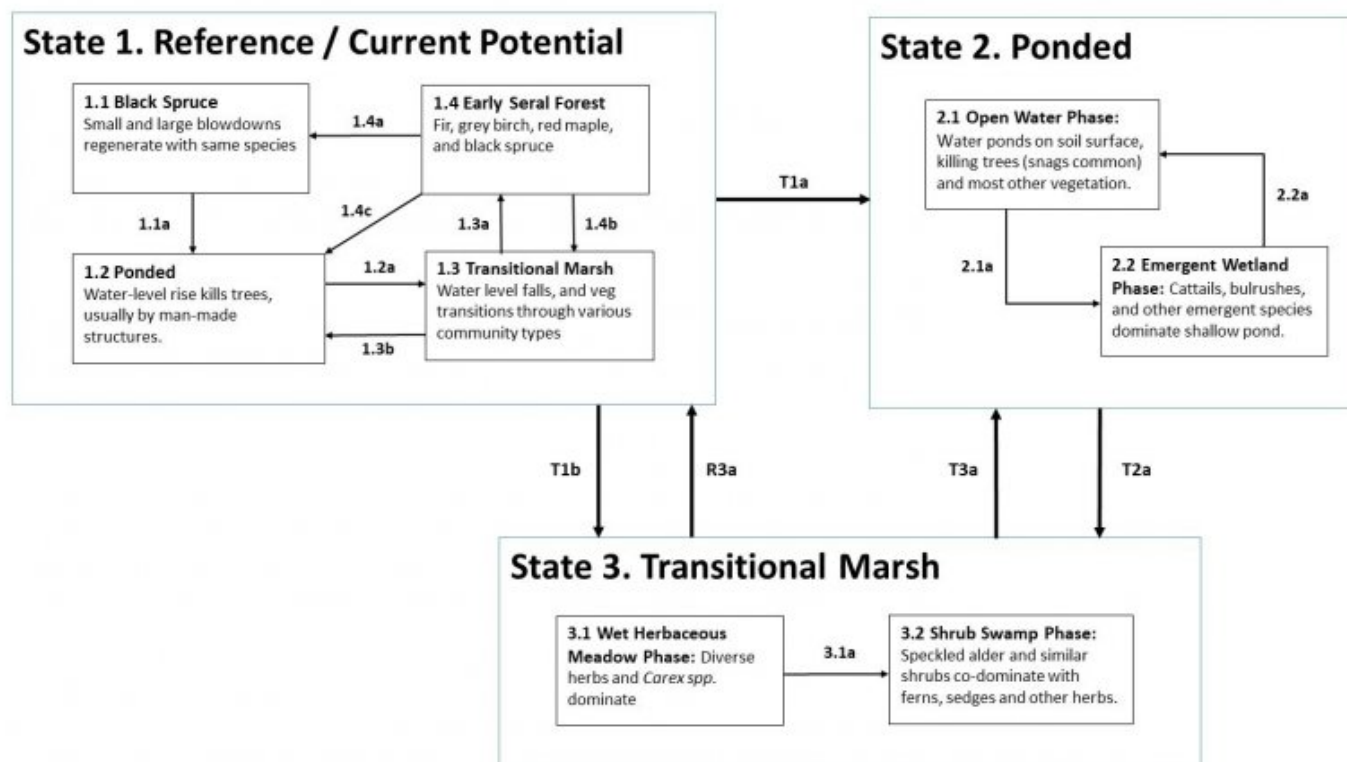 State 1. Reference / Current Potential
1.1 Black Spruce
Small and large blowdowns
regenerate with same species
1.4a
1.4 Early Seral Forest
Fir, grey birch, red maple,
and black spruce
1.1a
1.4c
1.3a
1.4b
1.2 Ponded
Water-level rise kills trees,
usually by man-made
structures.
1.2a
1.3b
1.3 Transitional Marsh
Water level falls, and veg
transitions through various
community types
T1a
State 2. Ponded
2.1 Open Water Phase:
Water ponds on soil surface,
killing trees (snags common)
and most other vegetation.
2.2a
2.1a
2.2 Emergent Wetland
Phase: Cattails, bulrushes,
and other emergent species
dominate shallow pond.
T1b
R3a
T3a
T2a
State 3. Transitional Marsh
3.1 Wet Herbaceous
Meadow Phase: Diverse
herbs and Carex spp.
dominate
3.1a
3.2 Shrub Swamp Phase:
Speckled alder and similar
shrubs co-dominate with
ferns, sedges and other herbs.